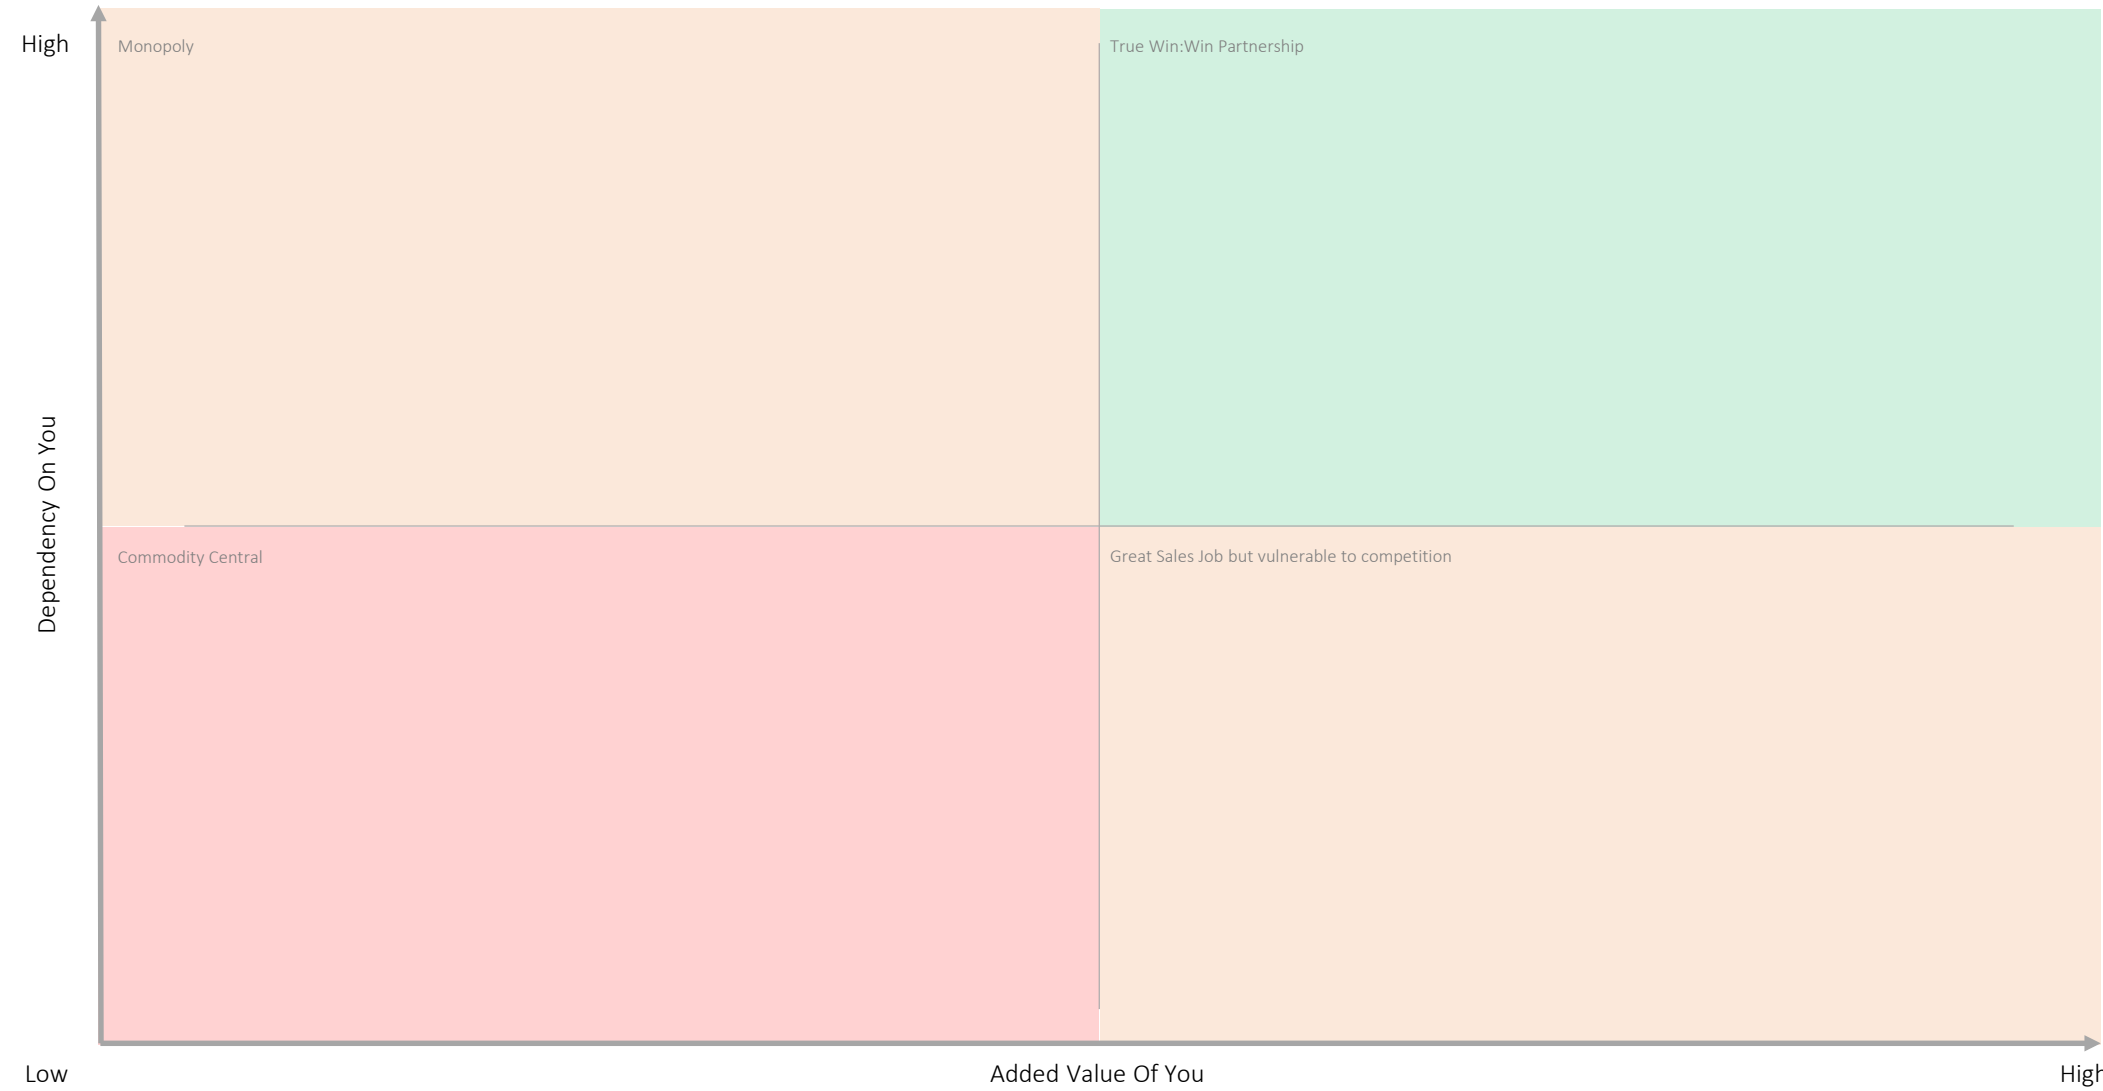 High
Monopoly
True Win:Win Partnership
Dependency On You
Commodity Central
Great Sales Job but vulnerable to competition
Low
Added Value Of You
High